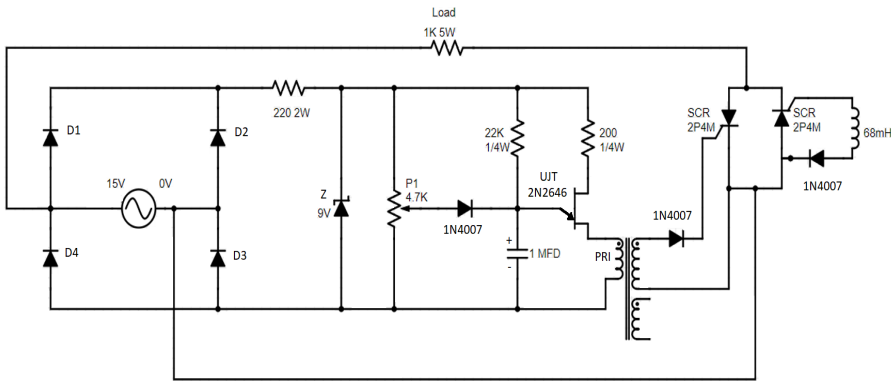 Load
1K 5W
220 2W
D1
D2
15V
0V
D4
D3
Z
9V
P1
4.7K
1N4007
22K
1/4W
200
1/4W
UJT
2N2646
+
1 MFD
-
PRI
1N4007
SCR
2P4M
SCR
2P4M
68mH
1N4007